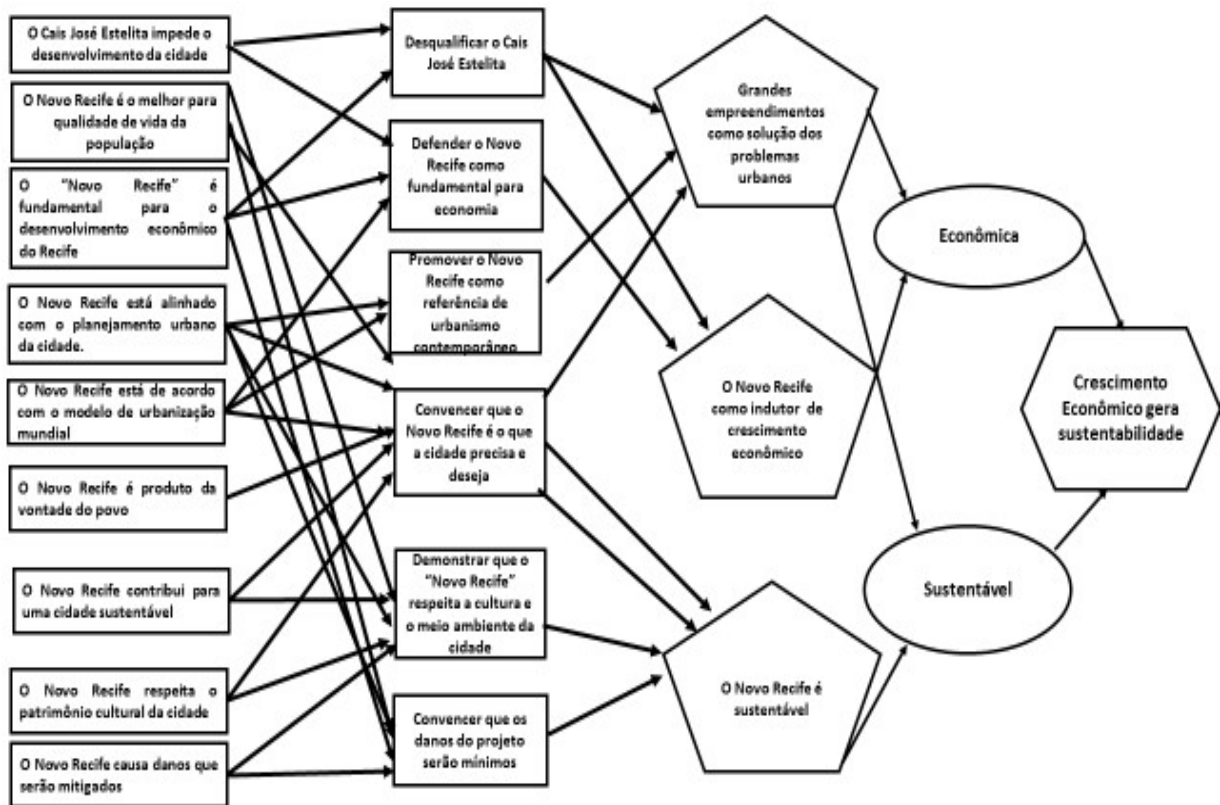 O Cais José Estelita impede o
desenvolvimento da cidade
O Novo Recife é o melhor para
qualidade de vida da
população
O "Novo Recife" é
fundamental para o
desenvolvimento econômico
do Recife
O Novo Recife está alinhado
com o planejamento urbano
da cidade.
O Novo Recife está de acordo
com o modelo de urbanização
mundial
O Novo Recife é produto da
vontade do povo
O Novo Recife contribui para
uma cidade sustentável
O Novo Recife respeita o
patrimônio cultural da cidade
O Novo Recife causa danos que
serão mitigados
Desqualificar o Cais
José Estelita
Defender o Novo
Recife como
fundamental para
economia
Promover o Novo
Recife como
referência de
urbanismo
contemporâneo
Convencer que o
Novo Recife é o que
a cidade precisa e
deseja
Demonstrar que o
"Novo Recife"
respeita a cultura e
o meio ambiente da
cidade
Convencer que os
danos do projeto
serão mínimos
Grandes
empreendimentos
como solução dos
problemas
urbanos
O Novo Recife
como indutor de
crescimento
econômico
O Novo Recife é
sustentável
Econômica
Sustentável
Crescimento
Econômico gera
sustentabilidade